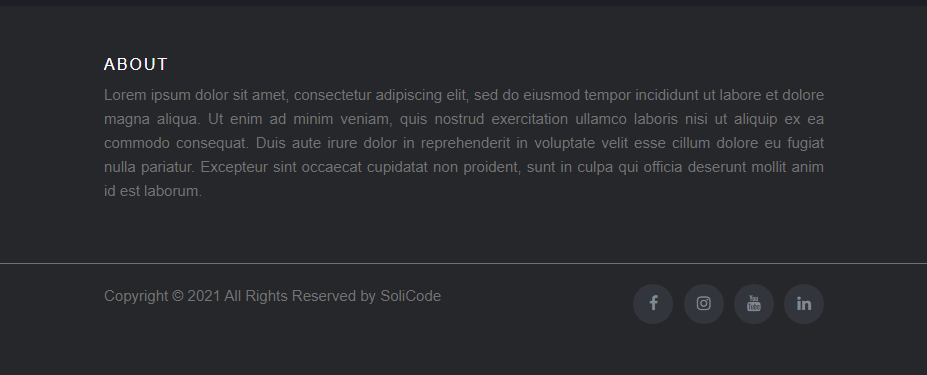 ABOUT
Lorem ipsum dolor sit amet, consectetur adipiscing elit, sed do eiusmod tempor incididunt ut labore et dolore
magna aliqua. Ut enim ad minim veniam, quis nostrud exercitation ullamco laboris nisi ut aliquip ex ea
commodo consequat. Duis aute irure dolor in reprehenderit in voluptate velit esse cillum dolore eu fugiat
nulla pariatur. Excepteur sint occaecat cupidatat non proident, sunt in culpa qui officia deserunt mollit anim
id est laborum.
Copyright © 2021 All Rights Reserved by SoliCode
f
You
Tube
in